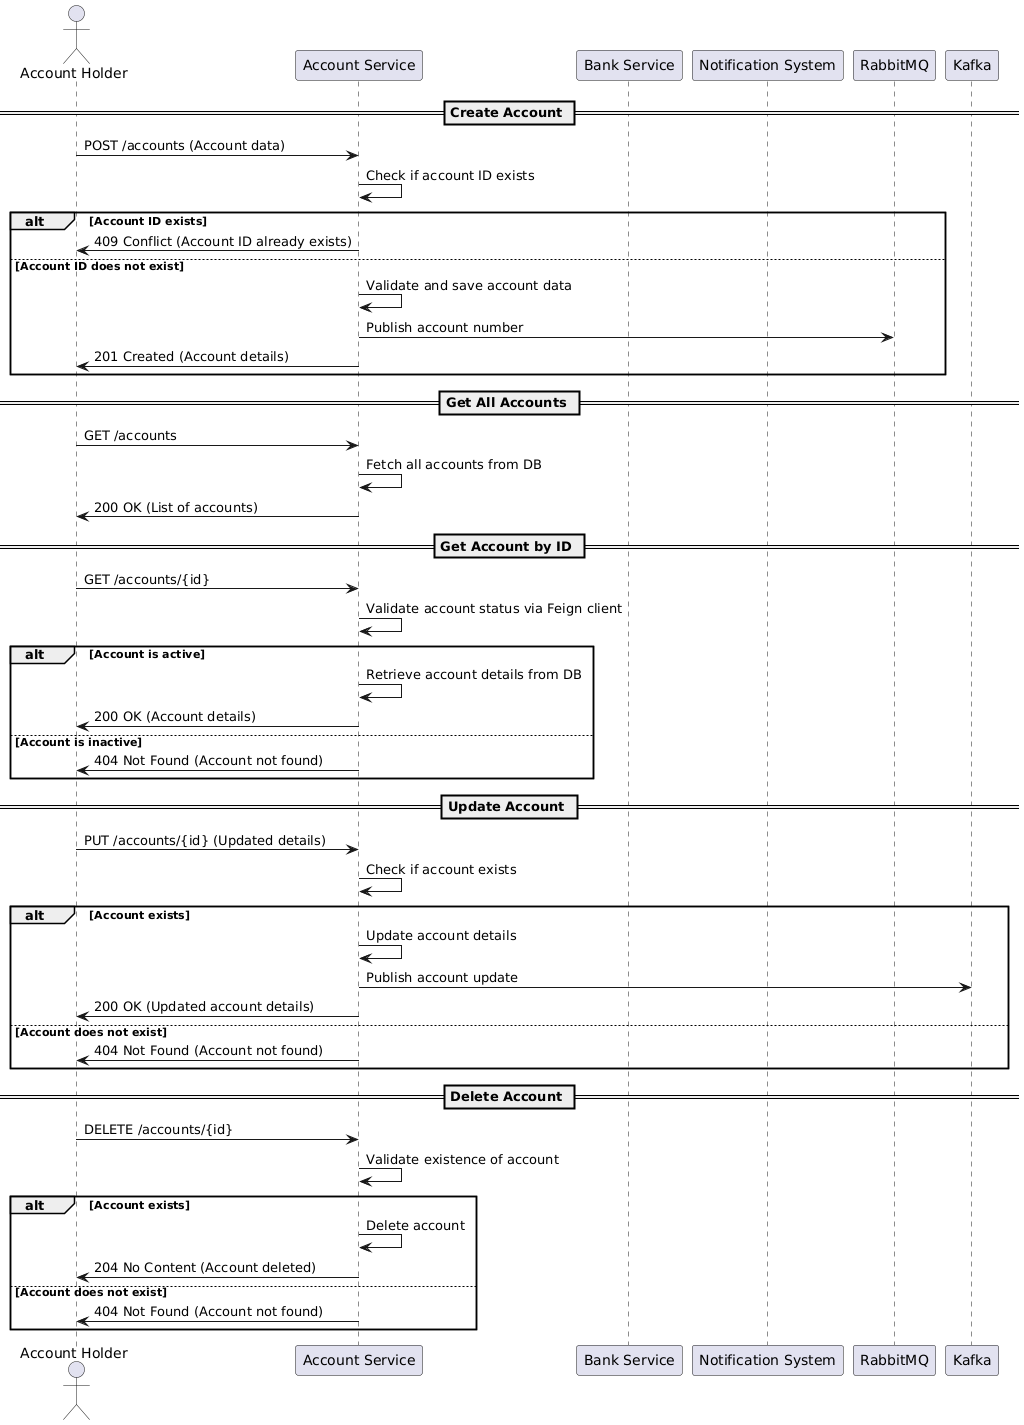 Account Holder
Account Service
Bank Service
Notification System
RabbitMQ
Kafka
Create Account
POST /accounts (Account data)
Check if account ID exists
alt
[Account ID exists]
409 Conflict (Account ID already exists)
[Account ID does not exist]
Validate and save account data
Publish account number
201 Created (Account details)
Get All Accounts
GET /accounts
Fetch all accounts from DB
200 OK (List of accounts)
Get Account by ID
GET /accounts/{id}
Validate account status via Feign client
alt
[Account is active]
Retrieve account details from DB
200 OK (Account details)
[Account is inactive]
404 Not Found (Account not found)
Update Account
PUT /accounts/{id} (Updated details)
Check if account exists
alt
[Account exists]
Update account details
Publish account update
200 OK (Updated account details)
[Account does not exist]
404 Not Found (Account not found)
Delete Account
DELETE /accounts/{id}
Validate existence of account
alt
[Account exists]
Delete account
204 No Content (Account deleted)
[Account does not exist]
404 Not Found (Account not found)
Account Holder
Account Service
Bank Service
Notification System
RabbitMQ
Kafka